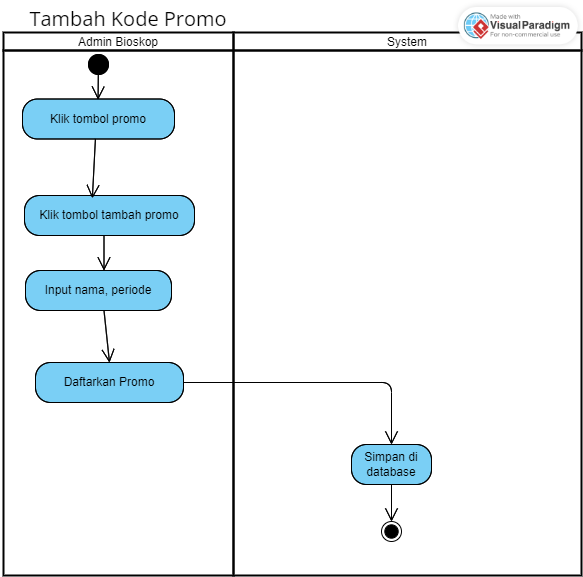 Tambah Kode Promo
Made with
Visual Paradigm
For non-commercial use
Admin Bioskop
System
Klik tombol promo
Klik tombol tambah promo
Input nama, periode
Daftarkan Promo
Simpan di
database